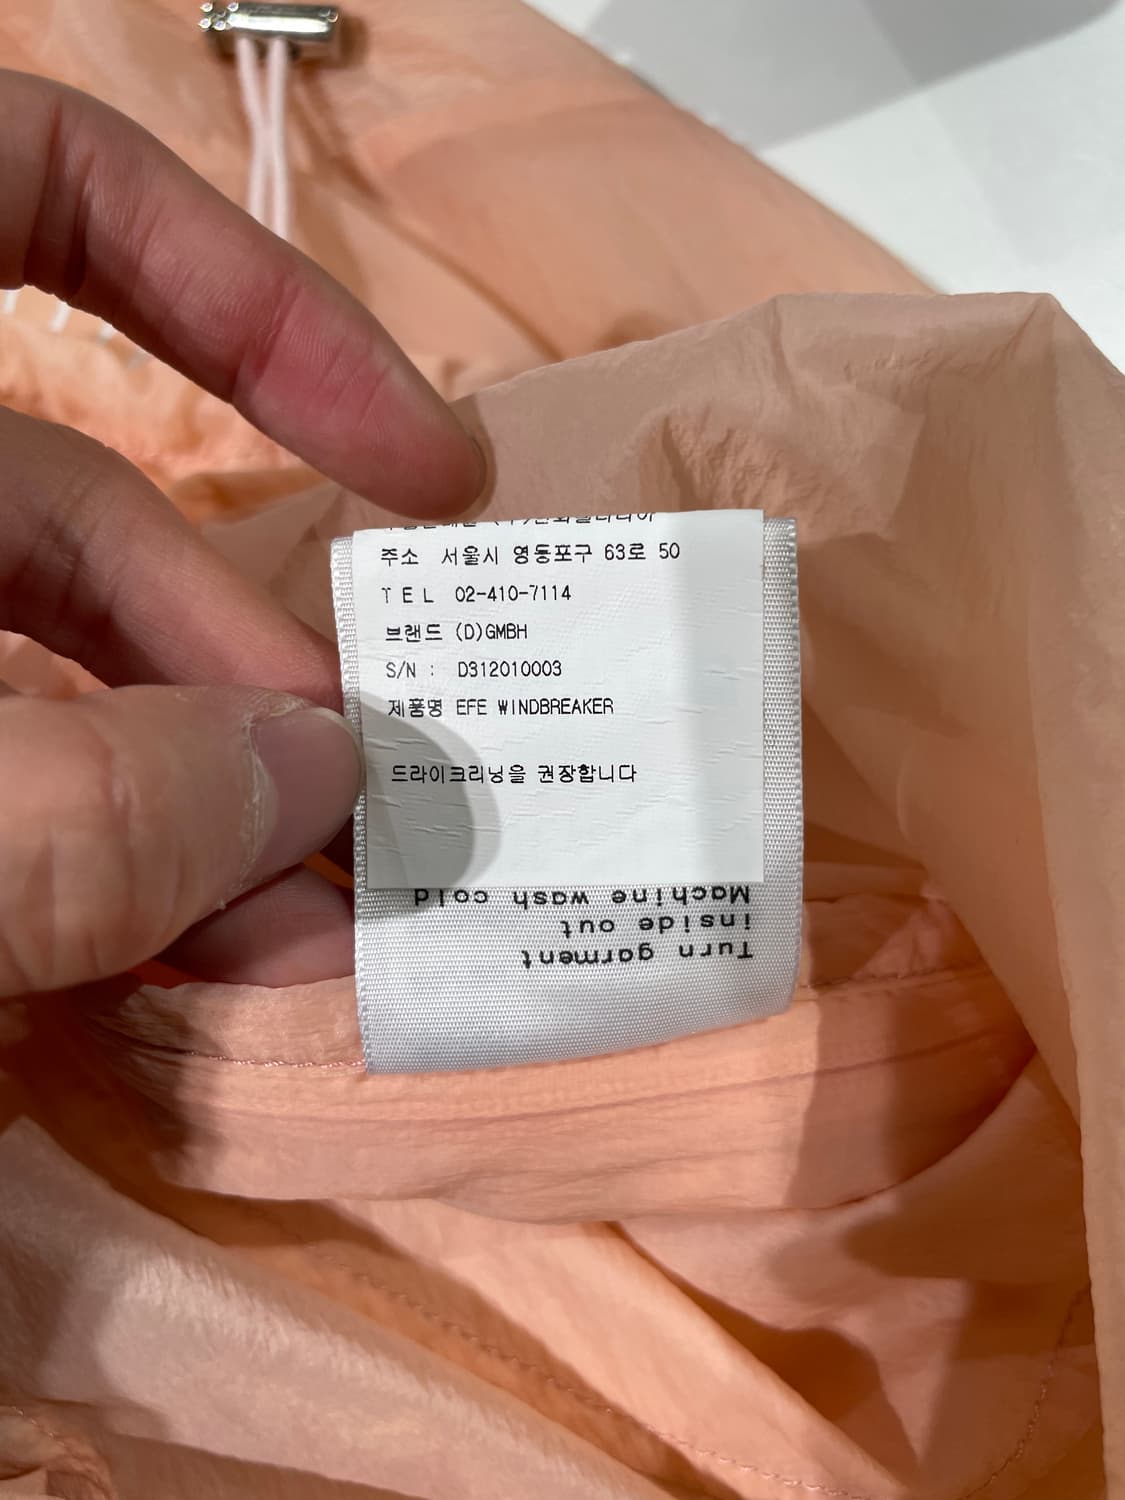 주소 서울시 영등포구 63로 50
TEL 02-410-7114
브랜드 (D)GMBH
S/N : D312010003
제품명 EFE WINDBREAKER
드라이크리닝을 권장합니다
Turn garment
inside out
Machine wash cold